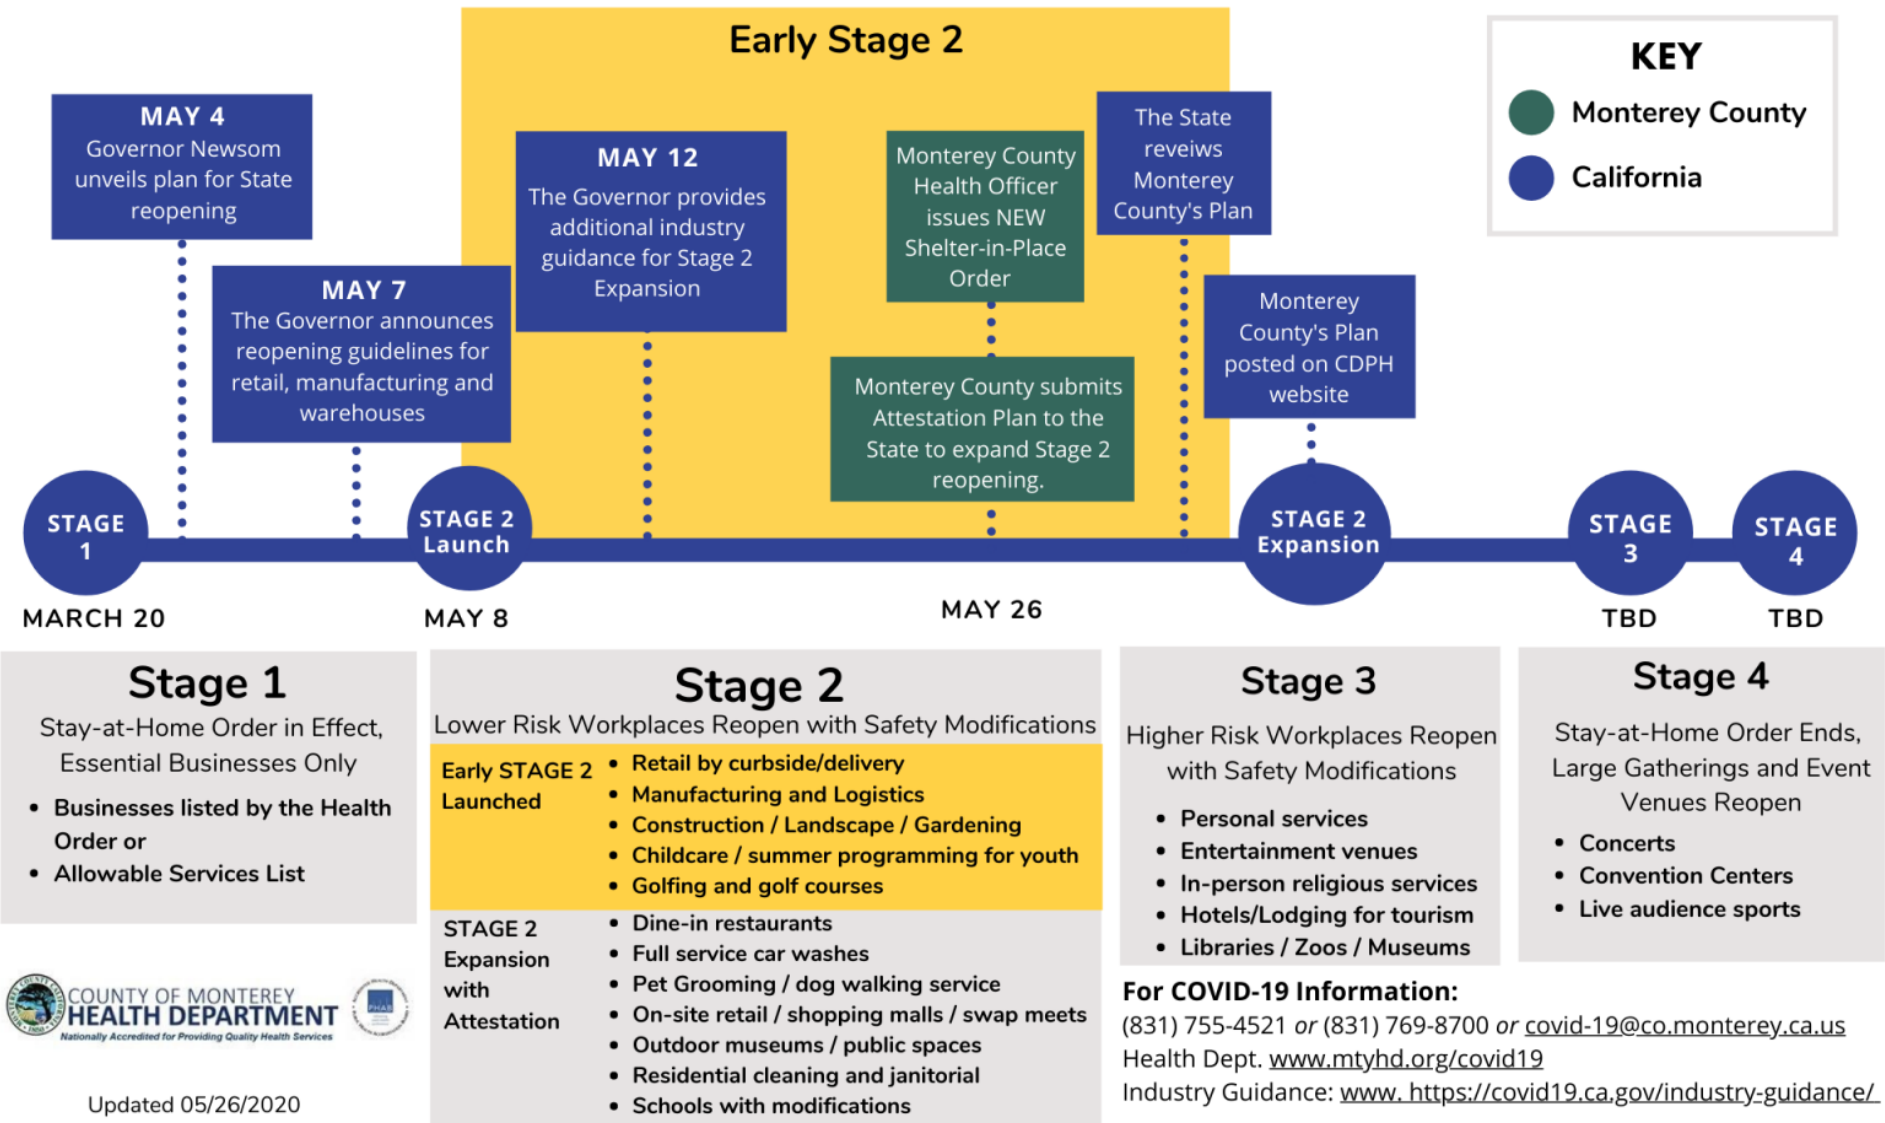 Early Stage 2
KEY
Monterey County
California
MAY 4
Governor Newsom
unveils plan for State
reopening
MAY 7
The Governor announces
reopening guidelines for
retail, manufacturing and
warehouses
MAY 12
The Governor provides
additional industry
guidance for Stage 2
Expansion
Monterey County
Health Officer
issues NEW
Shelter-in-Place
Order
Monterey County submits
Attestation Plan to the
State to expand Stage 2
reopening.
The State
reveiws
Monterey
County's Plan
Monterey
County's Plan
posted on CDPH
website
STAGE
1
STAGE 2
Launch
STAGE 2
Expansion
STAGE
3
STAGE
4
MARCH 20
MAY 8
MAY 26
TBD
TBD
Stage 1
Stay-at-Home Order in Effect,
Essential Businesses Only
• Businesses listed by the Health
Order or
• Allowable Services List
Stage 2
Lower Risk Workplaces Reopen with Safety Modifications
Early STAGE 2
Launched
• Retail by curbside/delivery
• Manufacturing and Logistics
• Construction / Landscape / Gardening
• Childcare / summer programming for youth
• Golfing and golf courses
STAGE 2
Expansion
with
Attestation
• Dine-in restaurants
• Full service car washes
• Pet Grooming / dog walking service
• On-site retail / shopping malls / swap meets
• Outdoor museums / public spaces
• Residential cleaning and janitorial
• Schools with modifications
Stage 3
Higher Risk Workplaces Reopen
with Safety Modifications
• Personal services
• Entertainment venues
• In-person religious services
• Hotels/Lodging for tourism
• Libraries / Zoos / Museums
Stage 4
Stay-at-Home Order Ends,
Large Gatherings and Event
Venues Reopen
• Concerts
• Convention Centers
• Live audience sports
COUNTY OF MONTEREY
HEALTH DEPARTMENT
Nationally Accredited for Providing Quality Health Services
PHAB
Updated 05/26/2020
For COVID-19 Information:
(831) 755-4521 or (831) 769-8700 or covid-19@co.monterey.ca.us
Health Dept. www.mtyhd.org/covid19
Industry Guidance: www. https://covid19.ca.gov/industry-guidance/